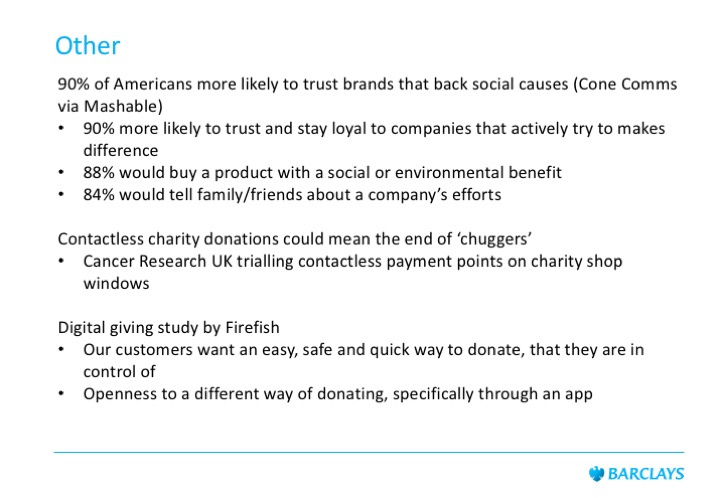 Other
90% of Americans more likely to trust brands that back social causes (Cone Comms
via Mashable)
• 90% more likely to trust and stay loyal to companies that actively try to makes
difference
• 88% would buy a product with a social or environmental benefit
• 84% would tell family/friends about a company's efforts
Contactless charity donations could mean the end of 'chuggers'
• Cancer Research UK trialling contactless payment points on charity shop
windows
Digital giving study by Firefish
• Our customers want an easy, safe and quick way to donate, that they are in
control of
• Openness to a different way of donating, specifically through an app
BARCLAYS